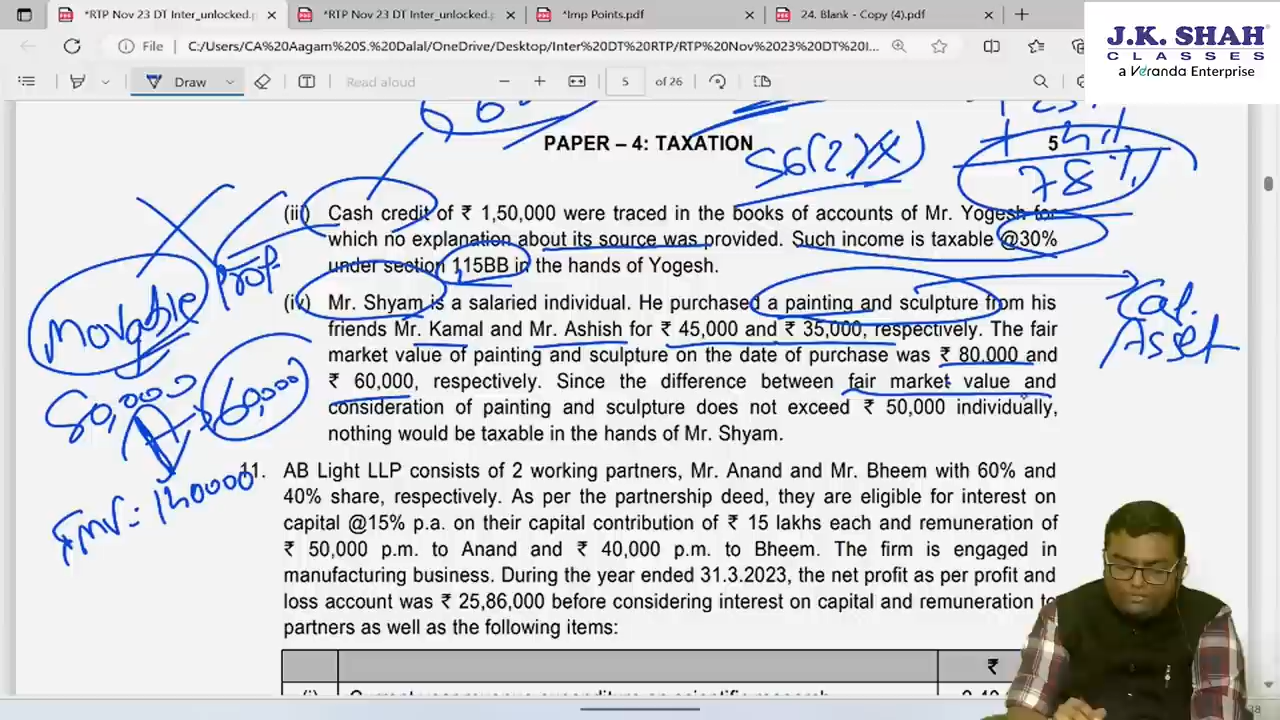 *RTP Nov 23 DT Inter_unlocked.p
*RTP Nov 23 DT Inter_unlocked.p
*Imp Points.pdf
24. Blank - Copy (4).pdf
J.K. SHAH
CLASSES
a Veranda Enterprise
File
C:/Users/CA%20Aagam%20S.%20Dalal/OneDrive/Desktop/Inter%20DT%20RTP/RTP%20Nov%202023%20DT%20I...
Draw
Read aloud
5
of 26
PAPER – 4: TAXATION
5
56(2)(X)
4%
78%
(iii) Cash credit of ₹ 1,50,000 were traced in the books of accounts of Mr. Yogesh for
which no explanation about its source was provided. Such income is taxable @30%
under section 115BB in the hands of Yogesh.
(iv) Mr. Shyam is a salaried individual. He purchased a painting and sculpture from his
friends Mr. Kamal and Mr. Ashish for ₹ 45,000 and ₹ 35,000, respectively. The fair
market value of painting and sculpture on the date of purchase was ₹ 80,000 and
₹ 60,000, respectively. Since the difference between fair market value and
consideration of painting and sculpture does not exceed ₹ 50,000 individually,
nothing would be taxable in the hands of Mr. Shyam.
Movable Prof
80,000
60,000
FMV = 140000
Cal.
Asset
11. AB Light LLP consists of 2 working partners, Mr. Anand and Mr. Bheem with 60% and
40% share, respectively. As per the partnership deed, they are eligible for interest on
capital @15% p.a. on their capital contribution of ₹ 15 lakhs each and remuneration of
₹ 50,000 p.m. to Anand and ₹ 40,000 p.m. to Bheem. The firm is engaged in
manufacturing business. During the year ended 31.3.2023, the net profit as per profit and
loss account was ₹ 25,86,000 before considering interest on capital and remuneration to
partners as well as the following items:
₹